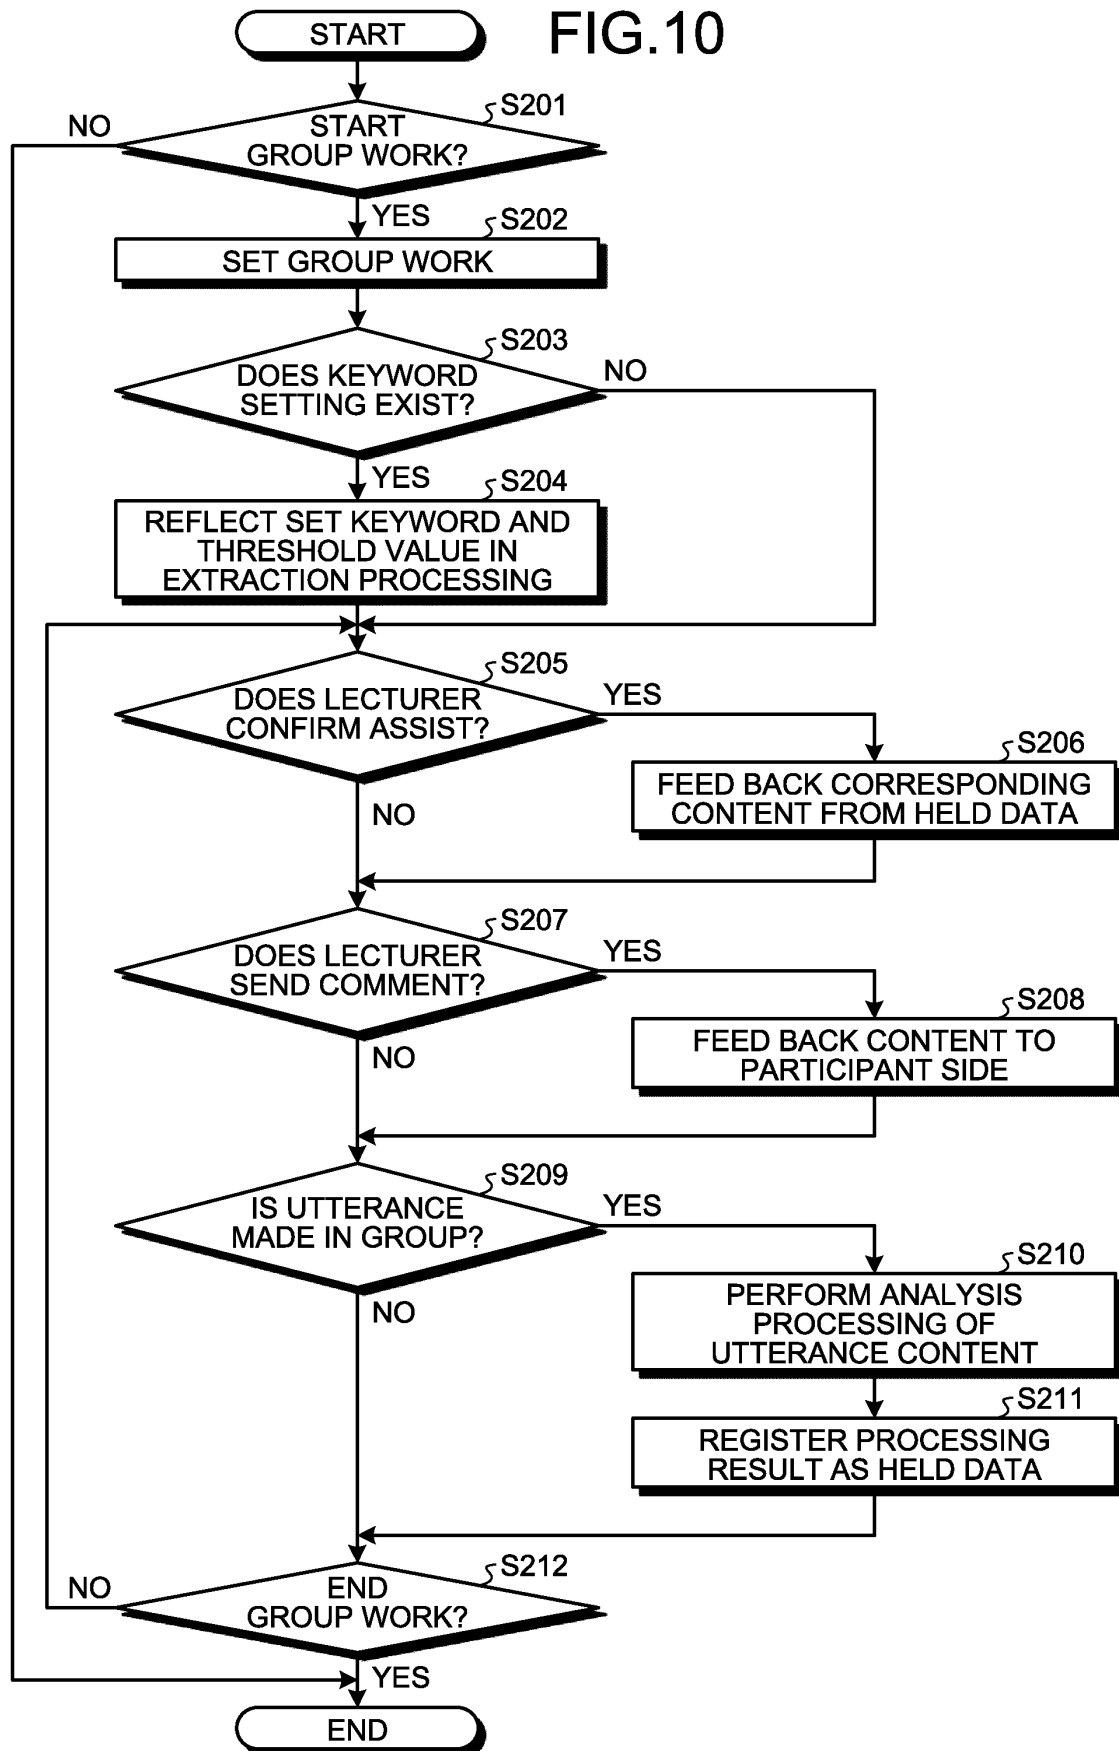 FIG.10
START
S201
NO
START
GROUP WORK?
YES
S202
SET GROUP WORK
S203
DOES KEYWORD
SETTING EXIST?
NO
YES
S204
REFLECT SET KEYWORD AND
THRESHOLD VALUE IN
EXTRACTION PROCESSING
S205
DOES LECTURER
CONFIRM ASSIST?
YES
S206
FEED BACK CORRESPONDING
CONTENT FROM HELD DATA
NO
S207
DOES LECTURER
SEND COMMENT?
YES
S208
FEED BACK CONTENT TO
PARTICIPANT SIDE
NO
S209
IS UTTERANCE
MADE IN GROUP?
YES
S210
PERFORM ANALYSIS
PROCESSING OF
UTTERANCE CONTENT
NO
S211
REGISTER PROCESSING
RESULT AS HELD DATA
S212
NO
END
GROUP WORK?
YES
END